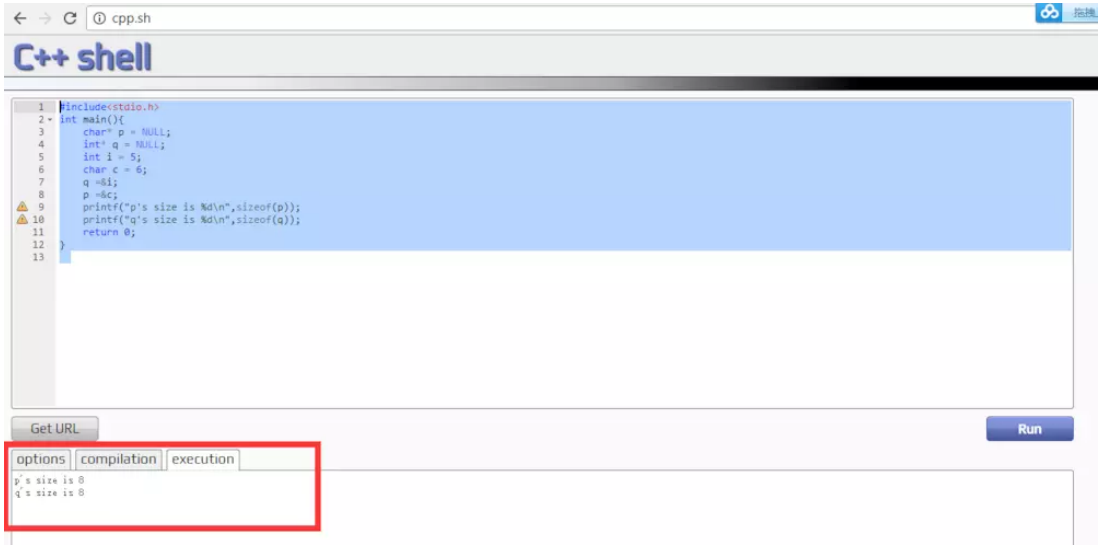 cpp.sh
拖拽
C++ shell
1 #include<stdio.h>
2 int main(){
3 char* p = NULL;
4 int* q = NULL;
5 int i = 5;
6 char c = 6;
7 q =&i;
8 p =&c;
9 printf("p's size is %d\n",sizeof(p));
10 printf("q's size is %d\n",sizeof(q));
11 return 0;
12 }
13
Get URL
Run
options compilation execution
p's size is 8
q's size is 8